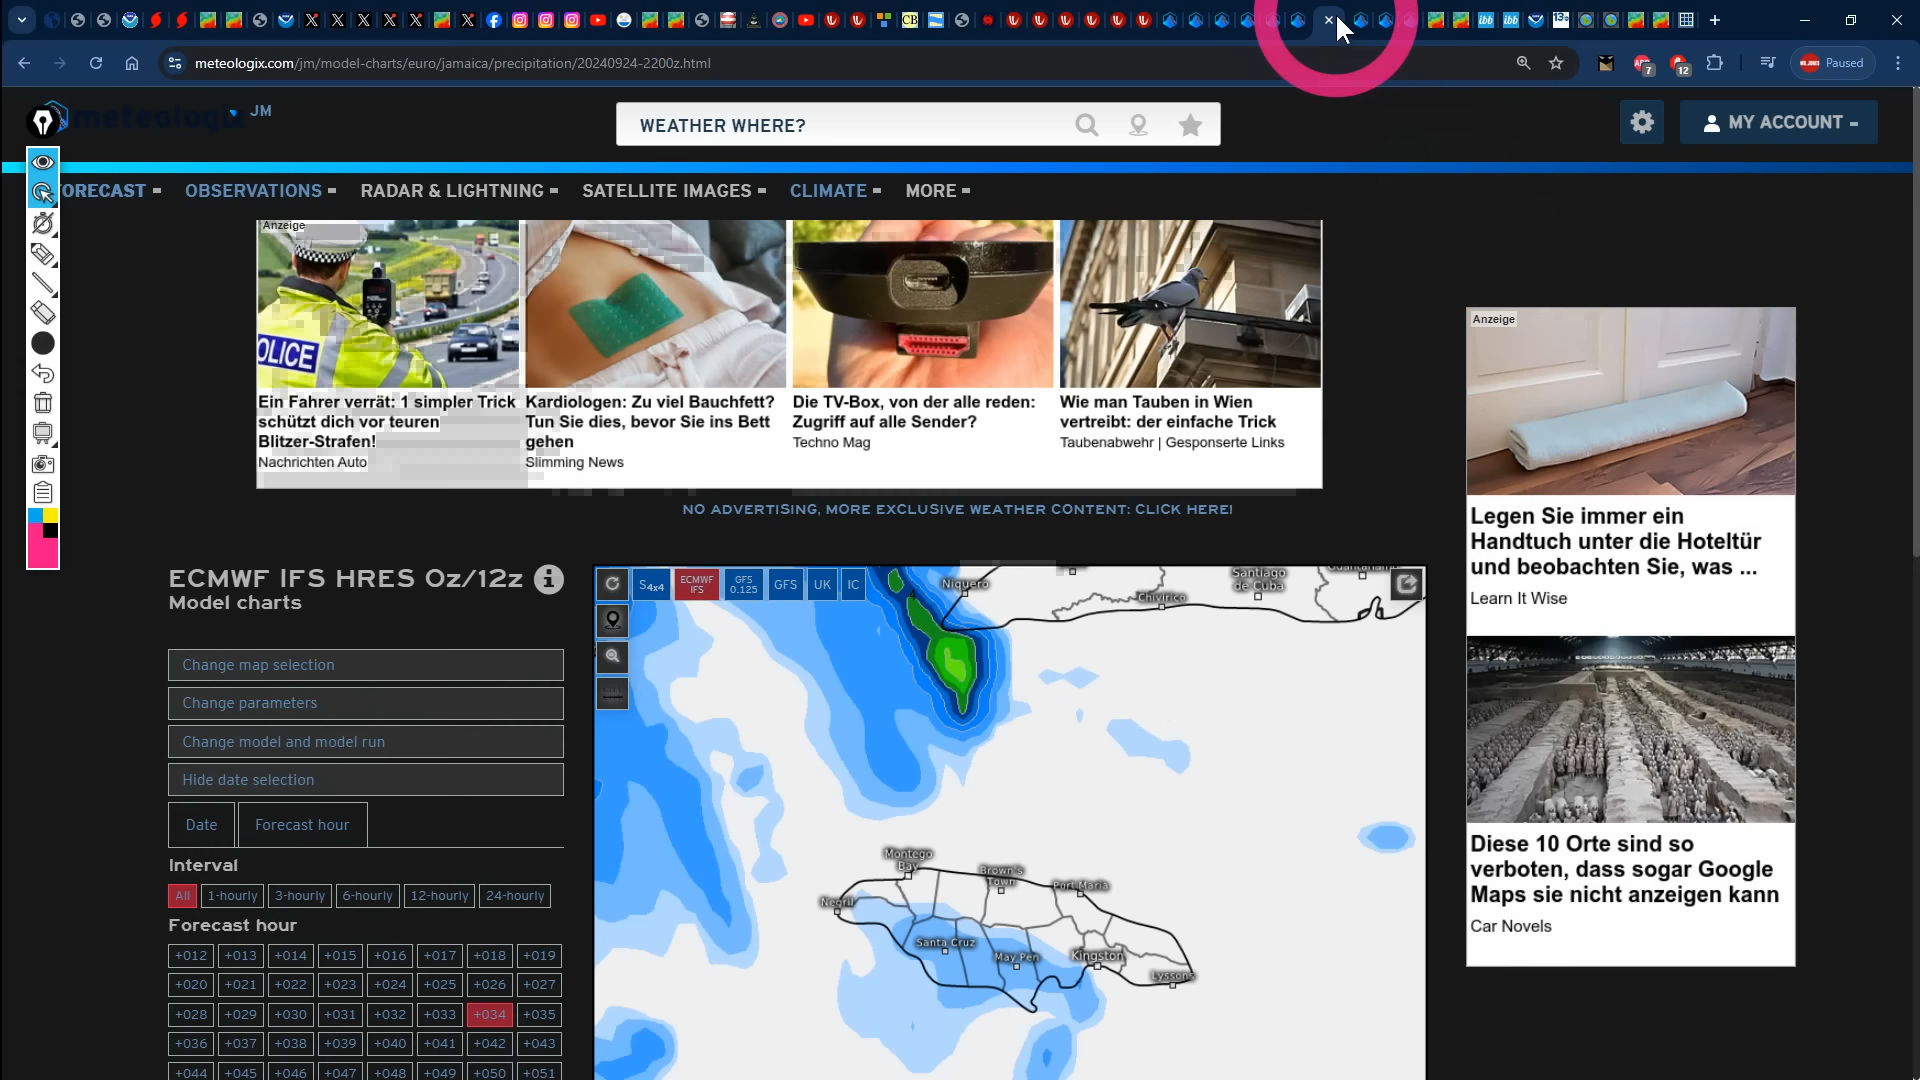 meteologix.com/jm/model-charts/euro/jamaica/precipitation/20240924-2200z.html
7
12
Paused
meteologix
JM
WEATHER WHERE?
MY ACCOUNT
ORECAST
OBSERVATIONS
RADAR & LIGHTNING
SATELLITE IMAGES
CLIMATE
MORE
Anzeige
OLICE
Ein Fahrer verrät: 1 simpler Trick
schützt dich vor teuren
Blitzer-Strafen!
Nachrichten Auto
Kardiologen: Zu viel Bauchfett?
Tun Sie dies, bevor Sie ins Bett
gehen
Slimming News
Die TV-Box, von der alle reden:
Zugriff auf alle Sender?
Techno Mag
Wie man Tauben in Wien
vertreibt: der einfache Trick
Taubenabwehr | Gesponserte Links
NO ADVERTISING, MORE EXCLUSIVE WEATHER CONTENT: CLICK HERE!
Anzeige
Legen Sie immer ein
Handtuch unter die Hoteltür
und beobachten Sie, was ...
Learn It Wise
Diese 10 Orte sind so
verboten, dass sogar Google
Maps sie nicht anzeigen kann
Car Novels
ECMWF IFS HRES 0z/12z
Model charts
Change map selection
Change parameters
Change model and model run
Hide date selection
Date
Forecast hour
Interval
All 1-hourly 3-hourly 6-hourly 12-hourly 24-hourly
Forecast hour
+012 +013 +014 +015 +016 +017 +018 +019
+020 +021 +022 +023 +024 +025 +026 +027
+028 +029 +030 +031 +032 +033 +034 +035
+036 +037 +038 +039 +040 +041 +042 +043
+044 +045 +046 +047 +048 +049 +050 +051
S4x4
ECMWF
IFS
GFS
0.125
GFS
UK
IC
4
Niquero
Chivirico
Santiago
de Cuba
Guantanamo
Montego
Bay
Brown's
Town
Port Maria
Negril
Santa Cruz
May Pen
Kingston
Lyssons